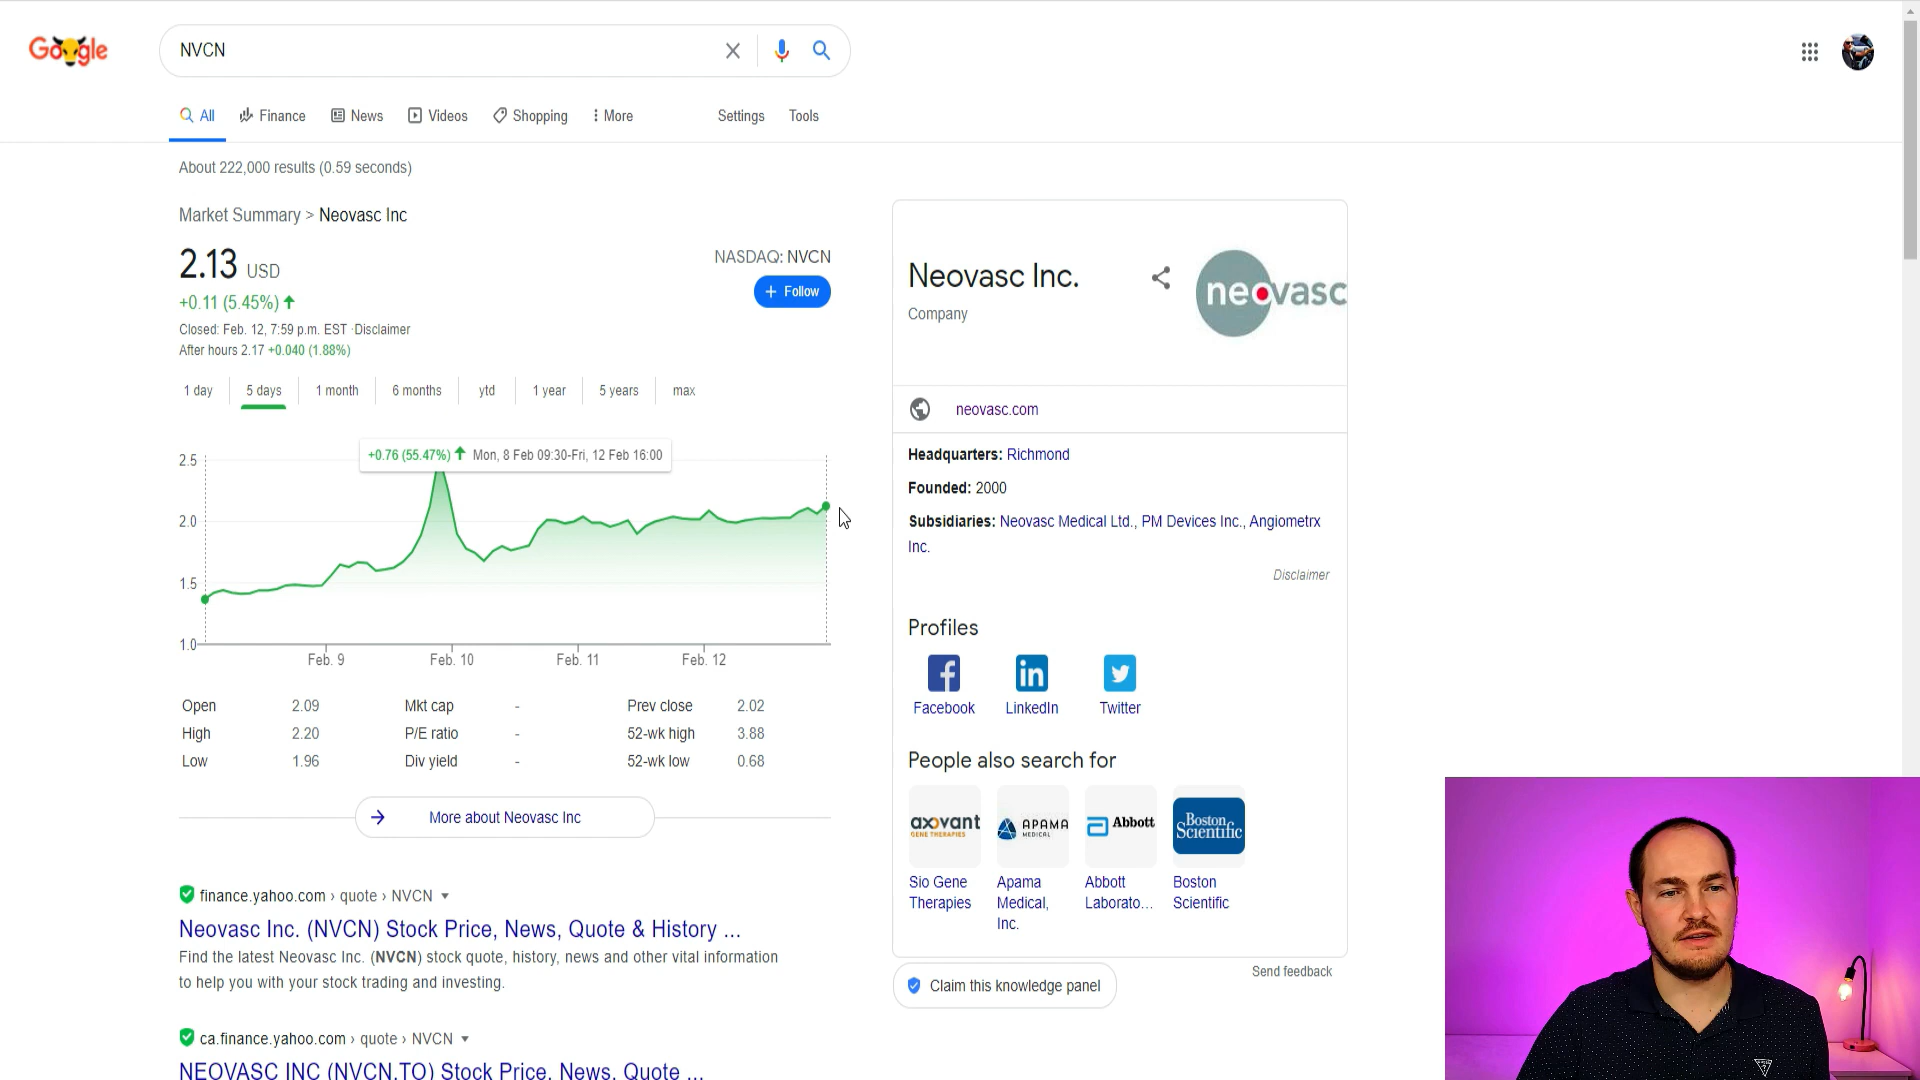 Google
NVCN
All
Finance
News
Videos
Shopping
More
Settings
Tools
About 222,000 results (0.59 seconds)
Market Summary > Neovasc Inc
2.13 USD
NASDAQ: NVCN
+0.11 (5.45%)
+ Follow
Closed: Feb. 12, 7:59 p.m. EST · Disclaimer
After hours 2.17 +0.040 (1.88%)
1 day
5 days
1 month
6 months
ytd
1 year
5 years
max
+0.76 (55.47%) Mon, 8 Feb 09:30-Fri, 12 Feb 16:00
2.5
2.0
1.5
1.0
Feb. 9
Feb. 10
Feb. 11
Feb. 12
Open 2.09 Mkt cap - Prev close 2.02
High 2.20 P/E ratio - 52-wk high 3.88
Low 1.96 Div yield - 52-wk low 0.68
More about Neovasc Inc
finance.yahoo.com › quote › NVCN
Neovasc Inc. (NVCN) Stock Price, News, Quote & History ...
Find the latest Neovasc Inc. (NVCN) stock quote, history, news and other vital information
to help you with your stock trading and investing.
ca.finance.yahoo.com › quote › NVCN
NEOVASC INC (NVCN.TO) Stock Price, News, Quote ...
Neovasc Inc.
Company
neovasc
neovasc.com
Headquarters: Richmond
Founded: 2000
Subsidiaries: Neovasc Medical Ltd., PM Devices Inc., Angiometrx
Inc.
Disclaimer
Profiles
Facebook
LinkedIn
Twitter
People also search for
axovant
GENE THERAPIES
APAMA
MEDICAL
Abbott
Boston
Scientific
Sio Gene
Therapies
Apama
Medical,
Inc.
Abbott
Laborato...
Boston
Scientific
Send feedback
Claim this knowledge panel